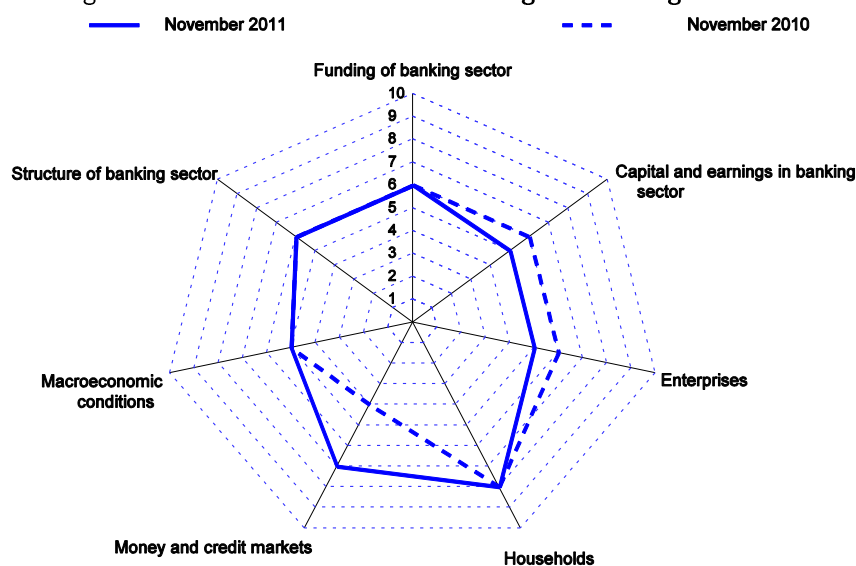 November 2011
November 2010
Funding of banking sector
10
9
8
7
6
5
4
3
2
1
Structure of banking sector
Capital and earnings in banking
sector
Macroeconomic
conditions
Enterprises
Money and credit markets
Households